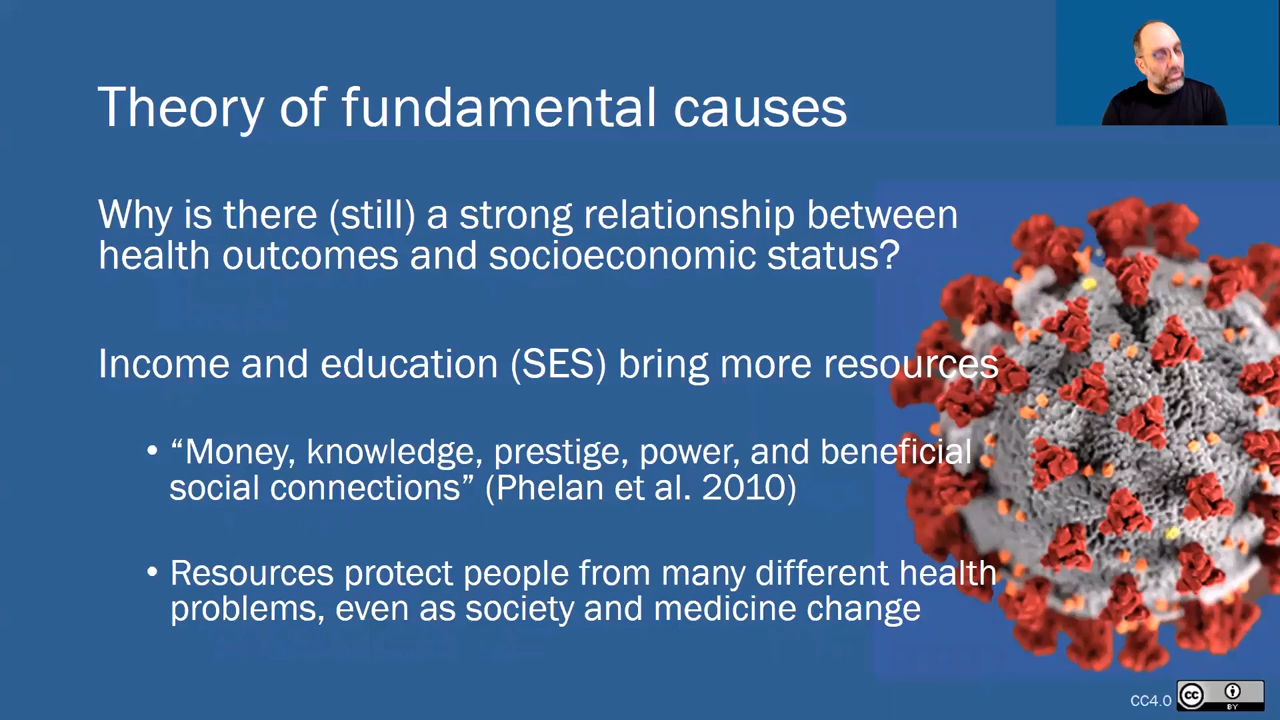 Theory of fundamental causes
Why is there (still) a strong relationship between
health outcomes and socioeconomic status?
Income and education (SES) bring more resources
• “Money, knowledge, prestige, power, and beneficial
social connections” (Phelan et al. 2010)
• Resources protect people from many different health
problems, even as society and medicine change
CC4.0
cc
BY